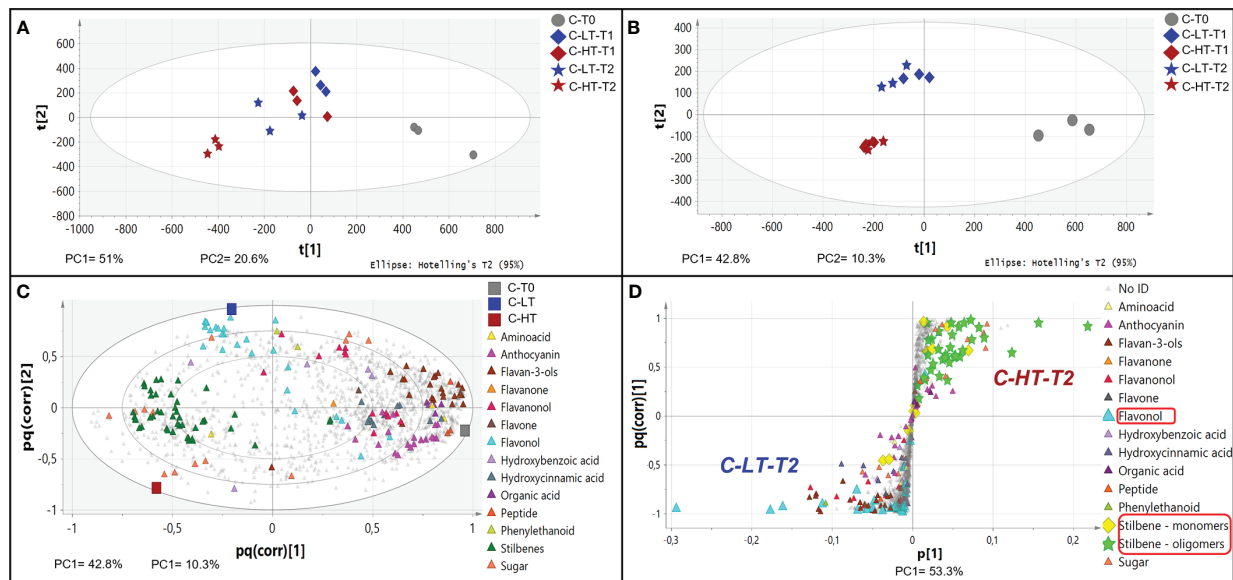 A
C-T0
C-LT-T1
C-HT-T1
C-LT-T2
C-HT-T2
600
400
200
0
-200
-400
-600
-800
t[2]
-1000 -800 -600 -400 -200 0 200 400 600 800
t[1]
PC1= 51% PC2= 20.6% Ellipse: Hotelling's T2 (95%)
B
C-T0
C-LT-T1
C-HT-T1
C-LT-T2
C-HT-T2
400
300
200
100
0
-100
-200
-300
-400
t[2]
-800 -600 -400 -200 0 200 400 600 800
t[1]
PC1= 42.8% PC2= 10.3% Ellipse: Hotelling's T2 (95%)
C
C-T0
C-LT
C-HT
Aminoacid
Anthocyanin
Flavan-3-ols
Flavanone
Flavanonol
Flavone
Flavonol
Hydroxybenzoic acid
Hydroxycinnamic acid
Organic acid
Peptide
Phenylethanoid
Stilbenes
Sugar
1
0,5
0
-0,5
-1
pq(corr)[2]
-1 -0,5 0 0,5 1
pq(corr)[1]
PC1= 42.8% PC1= 10.3%
D
No ID
Aminoacid
Anthocyanin
Flavan-3-ols
Flavanone
Flavanonol
Flavone
Flavonol
Hydroxybenzoic acid
Hydroxycinnamic acid
Organic acid
Peptide
Phenylethanoid
Stilbene - monomers
Stilbene - oligomers
Sugar
1
0,5
0
-0,5
-1
pq(corr)[1]
C-HT-T2
C-LT-T2
-0,3 -0,2 -0,1 0 0,1 0,2
p[1]
PC1= 53.3%